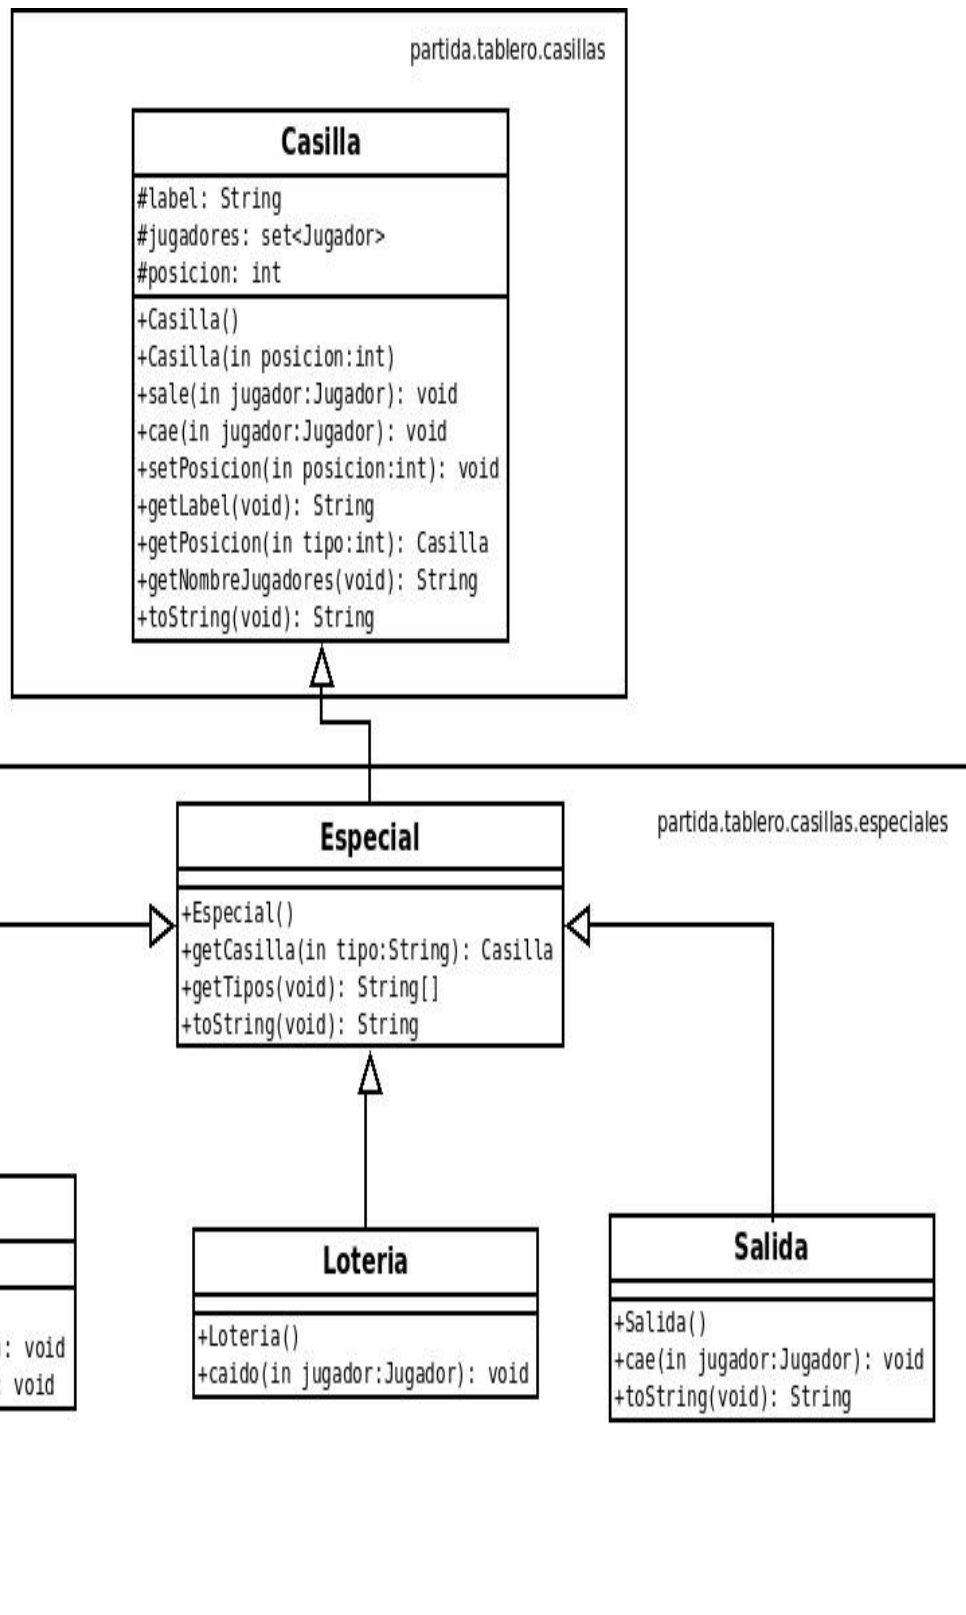 partida.tablero.casillas
Casilla
#label: String
#jugadores: set<Jugador>
#posicion: int
+Casilla()
+Casilla(in posicion:int)
+sale(in jugador:Jugador): void
+cae(in jugador:Jugador): void
+setPosicion(in posicion:int): void
+getLabel(void): String
+getPosicion(in tipo:int): Casilla
+getNombreJugadores(void): String
+toString(void): String
partida.tablero.casillas.especiales
Especial
+Especial()
+getCasilla(in tipo:String): Casilla
+getTipos(void): String[]
+toString(void): String
: void
: void
Loteria
+Loteria()
+caido(in jugador:Jugador): void
Salida
+Salida()
+cae(in jugador:Jugador): void
+toString(void): String